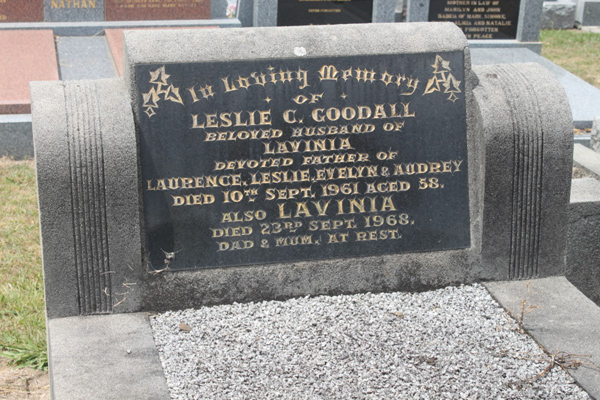 NATHAN
In Loving Memory
OF
LESLIE C. GOODALL
BELOVED HUSBAND OF
LAVINIA
DEVOTED FATHER OF
LAURENCE, LESLIE, EVELYN & AUDREY
DIED 10TH SEPT. 1961 AGED 58.
ALSO LAVINIA
DIED 23RD SEPT. 1968.
DAD & MUM, AT REST.